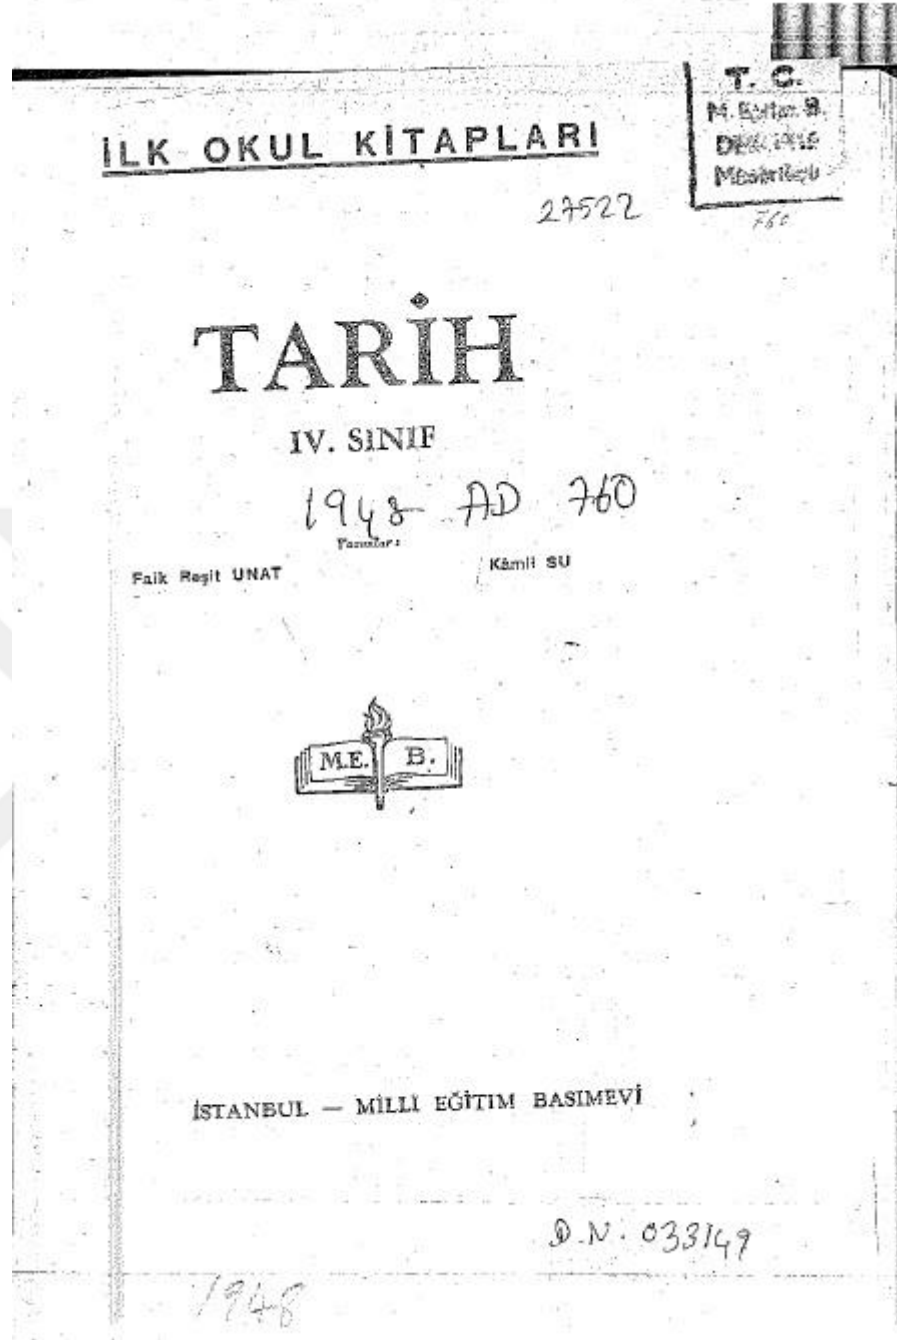 T. C.
İLK OKUL KİTAPLARI
27522
760
TARİH
IV. SINIF
1948 AD 760
Yazanlar:
Faik Reşit UNAT
Kâmil SU
M.E. B.
İSTANBUL — MİLLİ EĞİTİM BASIMEVİ
D.N. 033149
1948